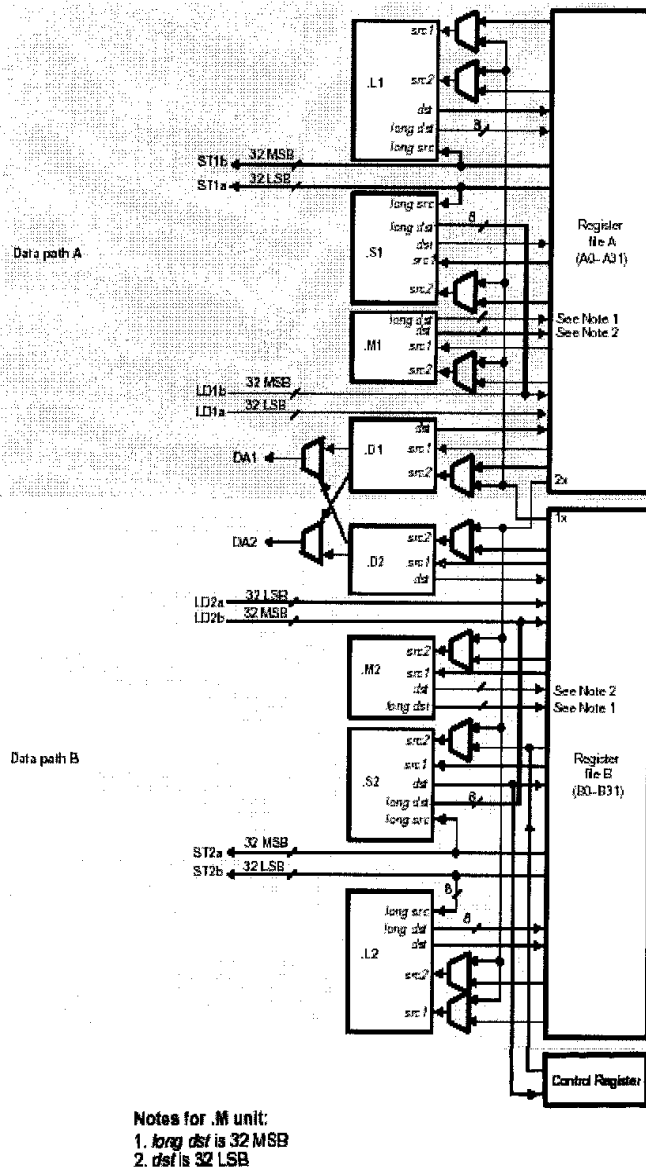 src1
.L1
src2
dst
long dst
8
long src
32 MSB
ST1b
32 LSB
ST1a
long src
long dst
8
Register
file A
(A0–A31)
Data path A
.S1
dst
src1
src2
long dst
See Note 1
dst
See Note 2
.M1
src1
src2
32 MSB
LD1b
32 LSB
LD1a
dst
.D1
src1
DA1
src2
2x
1x
src2
DA2
.D2
src1
dst
32 LSB
LD2a
32 MSB
LD2b
src2
.M2
src1
dst
See Note 2
long dst
See Note 1
src2
Data path B
src1
Register
file B
(B0–B31)
.S2
dst
long dst
8
long src
32 MSB
ST2a
32 LSB
ST2b
8
long src
8
long dst
dst
.L2
src2
src1
Control Register
Notes for .M unit:
1. long dst is 32 MSB
2. dst is 32 LSB